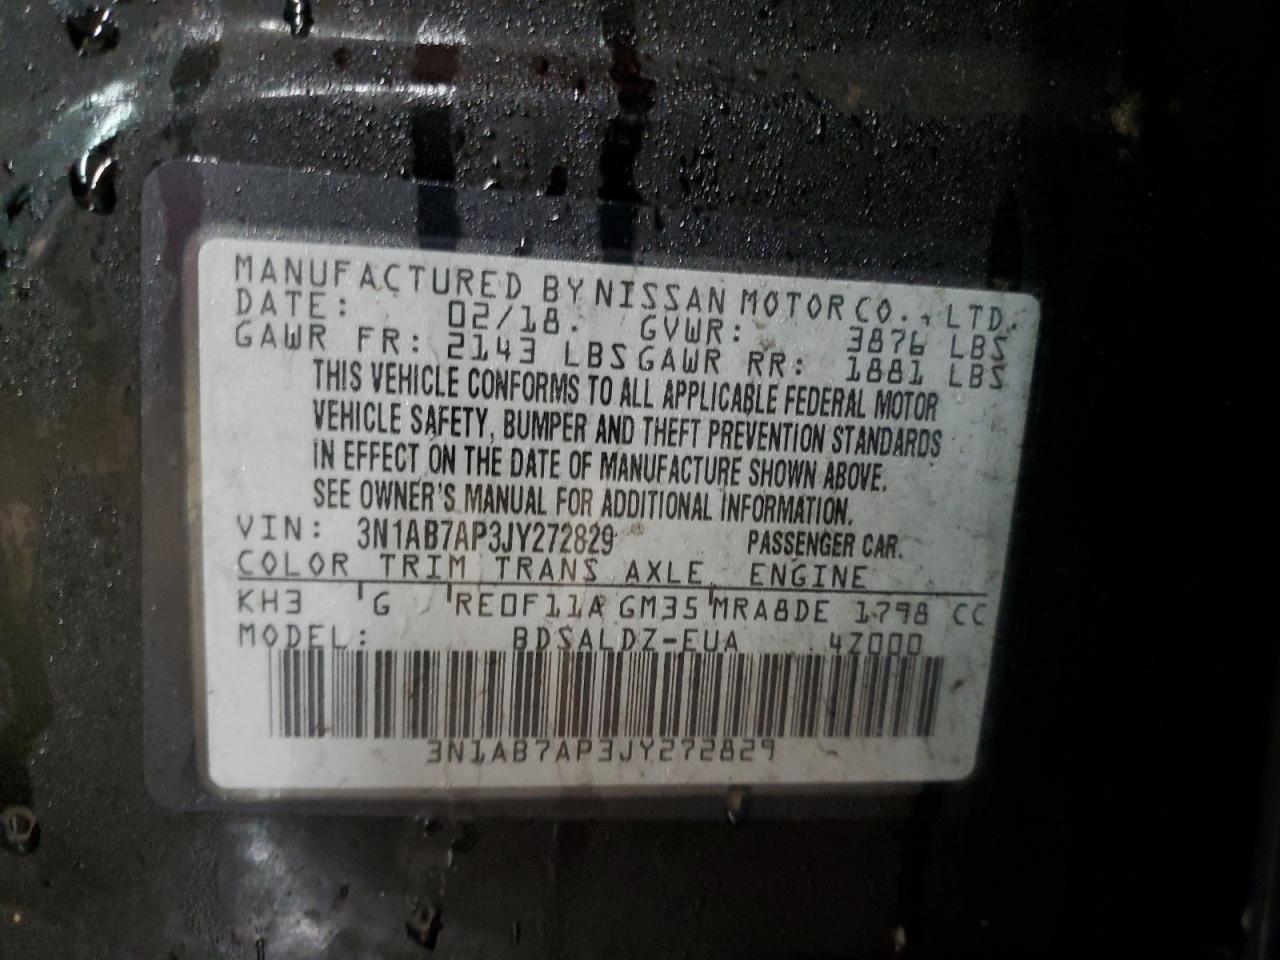 MANUFACTURED BY NISSAN MOTOR CO., LTD.
DATE: 02/18. GVWR: 3876 LBS
GAWR FR: 2143 LBS GAWR RR: 1881 LBS
THIS VEHICLE CONFORMS TO ALL APPLICABLE FEDERAL MOTOR
VEHICLE SAFETY, BUMPER AND THEFT PREVENTION STANDARDS
IN EFFECT ON THE DATE OF MANUFACTURE SHOWN ABOVE.
SEE OWNER'S MANUAL FOR ADDITIONAL INFORMATION.
VIN: 3N1AB7AP3JY272829 PASSENGER CAR.
COLOR TRIM TRANS AXLE ENGINE
KH3 G RE0F11A GM35 MRA8DE 1798 CC
MODEL: BDSALDZ-EUA 4Z000
3N1AB7AP3JY272829